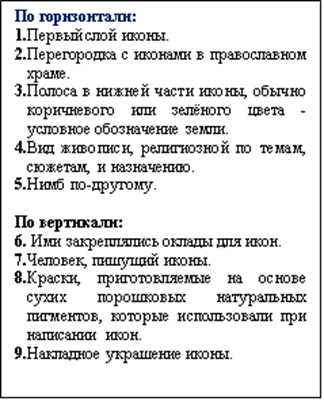 По горизонтали:
1.Первыйслой иконы.
2.Перегородка с иконами в православном
храме.
3.Полоса в нижней части иконы, обычно
коричневого или зелёного цвета -
условное обозначение земли.
4.Вид живописи, религиозной по темам,
сюжетам, и назначению.
5.Нимб по-другому.
По вертикали:
6. Ими закреплялись оклады для икон.
7.Человек, пишущий иконы.
8.Краски, приготовляемые на основе
сухих порошковых натуральных
пигментов, которые использовали при
написании икон.
9.Накладное украшение иконы.